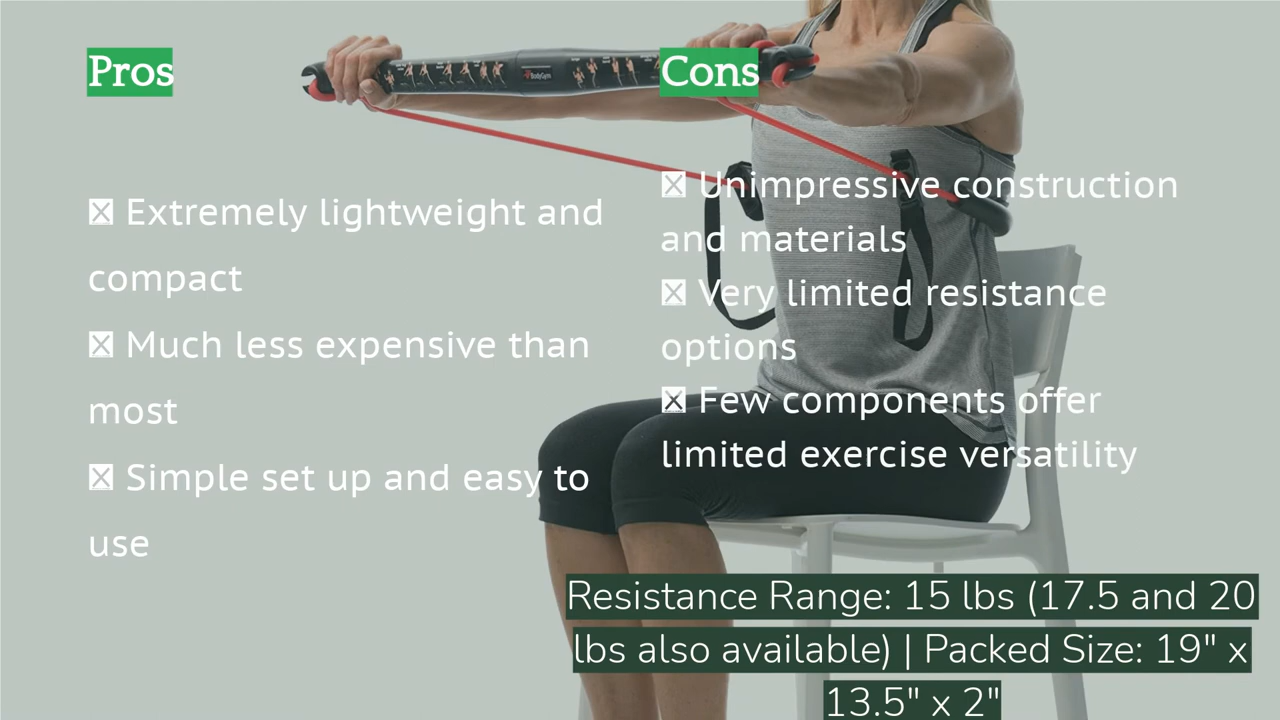 Pros
☒ Extremely lightweight and
compact
☒ Much less expensive than
most
☒ Simple set up and easy to
use
BodyGym
Cons
☒ Unimpressive construction
and materials
☒ Very limited resistance
options
☒ Few components offer
limited exercise versatility
Resistance Range: 15 lbs (17.5 and 20
lbs also available) | Packed Size: 19" x
13.5" x 2"